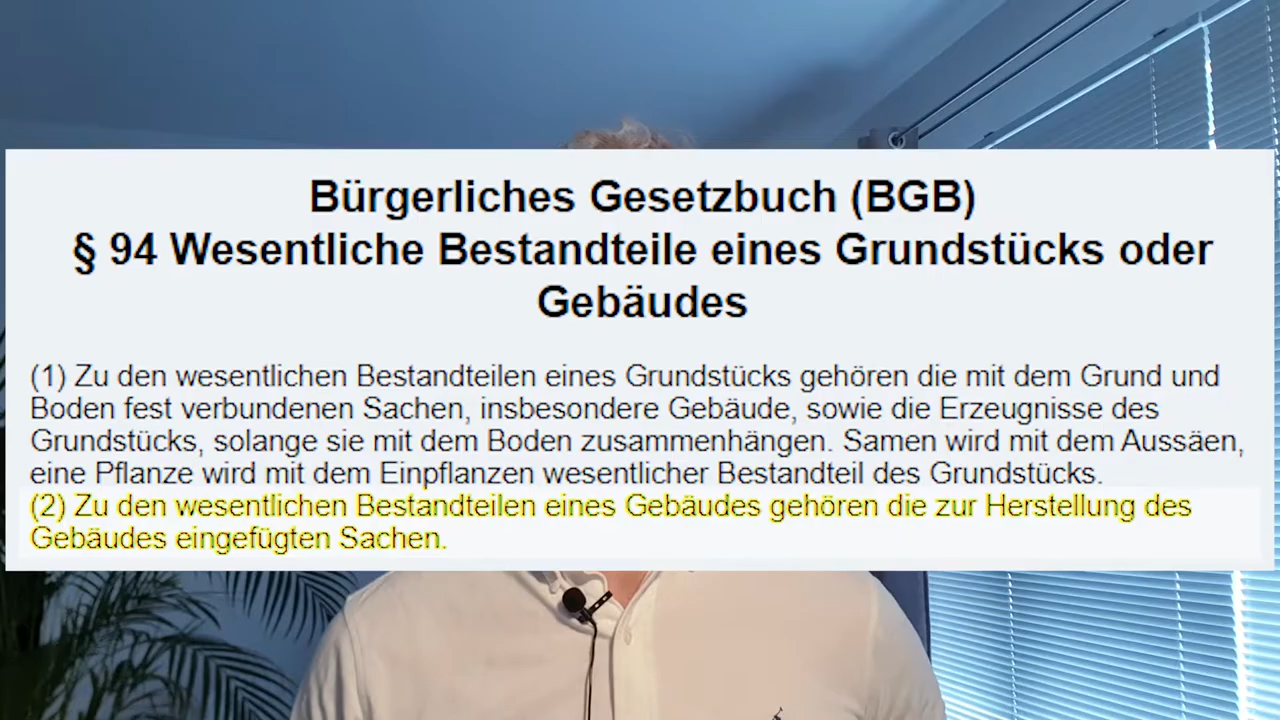 Bürgerliches Gesetzbuch (BGB)
§ 94 Wesentliche Bestandteile eines Grundstücks oder
Gebäudes
(1) Zu den wesentlichen Bestandteilen eines Grundstücks gehören die mit dem Grund und
Boden fest verbundenen Sachen, insbesondere Gebäude, sowie die Erzeugnisse des
Grundstücks, solange sie mit dem Boden zusammenhängen. Samen wird mit dem Aussäen,
eine Pflanze wird mit dem Einpflanzen wesentlicher Bestandteil des Grundstücks.
(2) Zu den wesentlichen Bestandteilen eines Gebäudes gehören die zur Herstellung des
Gebäudes eingefügten Sachen.